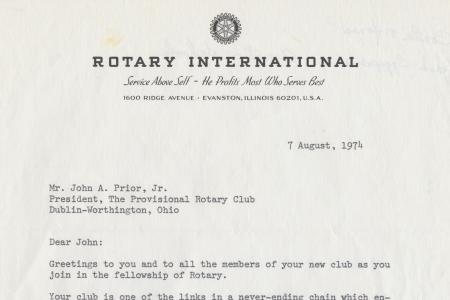 ROTARY INTERNATIONAL
Service Above Self – He Profits Most Who Serves Best
1600 RIDGE AVENUE · EVANSTON, ILLINOIS 60201, U.S.A.
7 August, 1974
Mr. John A. Prior, Jr.
President, The Provisional Rotary Club
Dublin-Worthington, Ohio
Dear John:
Greetings to you and to all the members of your new club as you
join in the fellowship of Rotary.
Your club is one of the links in a never-ending chain which en-